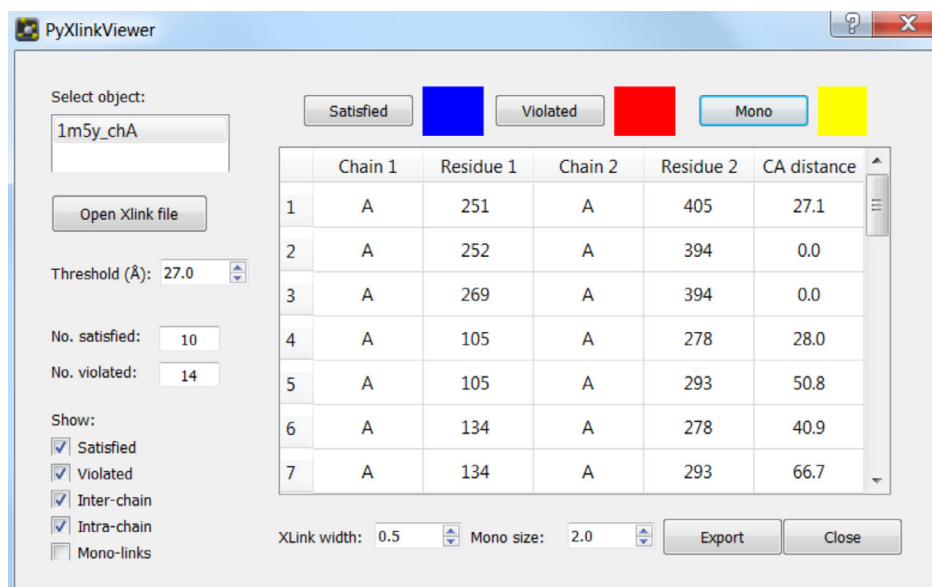 PyXlinkViewer
?
X
Select object:
1m5y_chA
Open Xlink file
Threshold (Å): 27.0
No. satisfied: 10
No. violated: 14
Show:
Satisfied
Violated
Inter-chain
Intra-chain
Mono-links
Satisfied Violated Mono
Chain 1 Residue 1 Chain 2 Residue 2 CA distance
1 A 251 A 405 27.1
2 A 252 A 394 0.0
3 A 269 A 394 0.0
4 A 105 A 278 28.0
5 A 105 A 293 50.8
6 A 134 A 278 40.9
7 A 134 A 293 66.7
XLink width: 0.5 Mono size: 2.0 Export Close